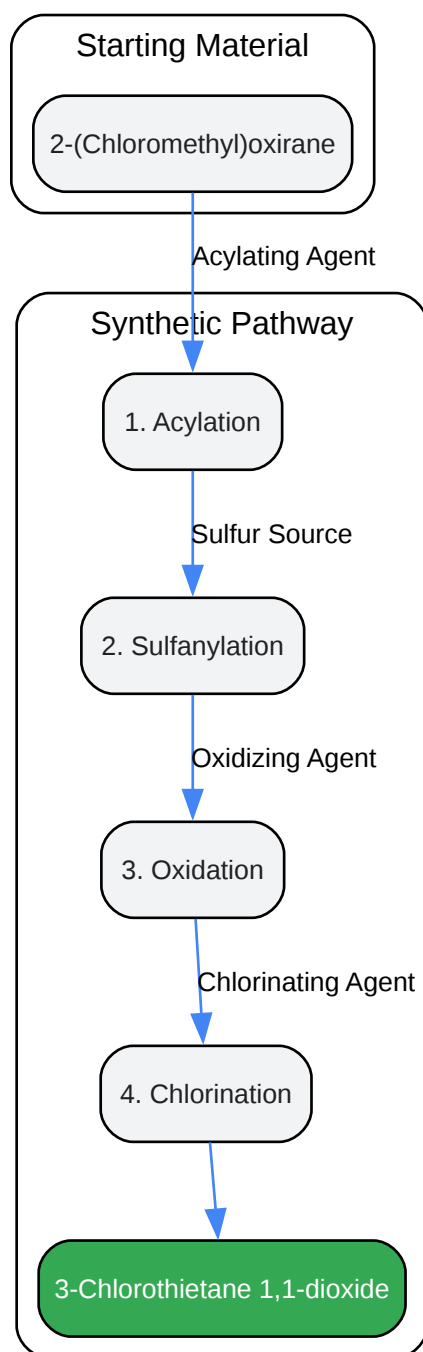 Starting Material
2-(Chloromethyl)oxirane
Acylating Agent
Synthetic Pathway
1. Acylation
Sulfur Source
2. Sulfanylation
Oxidizing Agent
3. Oxidation
Chlorinating Agent
4. Chlorination
3-Chlorothietane 1,1-dioxide